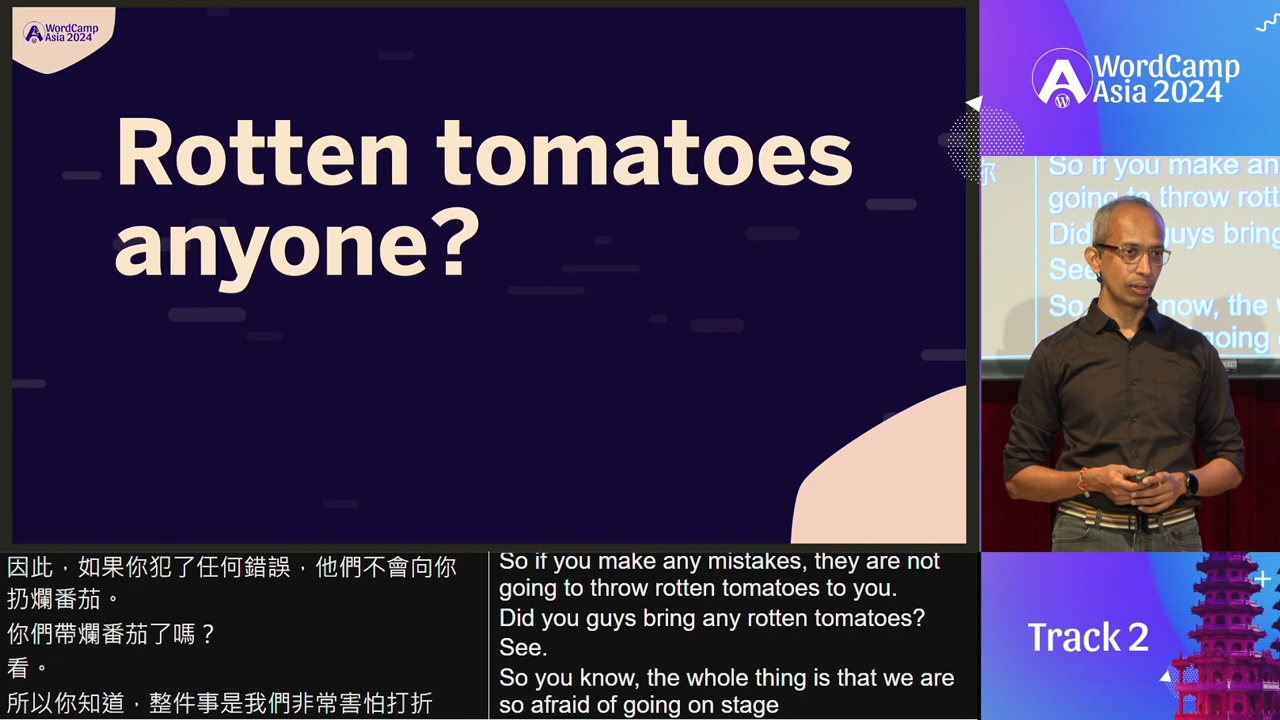 WordCamp
Asia 2024
Rotten tomatoes
anyone?
WordCamp
Asia 2024
你
So if you make an
going to throw rott
Did guys bring
See
So know, the
going
因此，如果你犯了任何錯誤，他們不會向你
扔爛番茄。
你們帶爛番茄了嗎？
看。
所以你知道，整件事是我們非常害怕打折
So if you make any mistakes, they are not
going to throw rotten tomatoes to you.
Did you guys bring any rotten tomatoes?
See.
So you know, the whole thing is that we are
so afraid of going on stage
Track 2